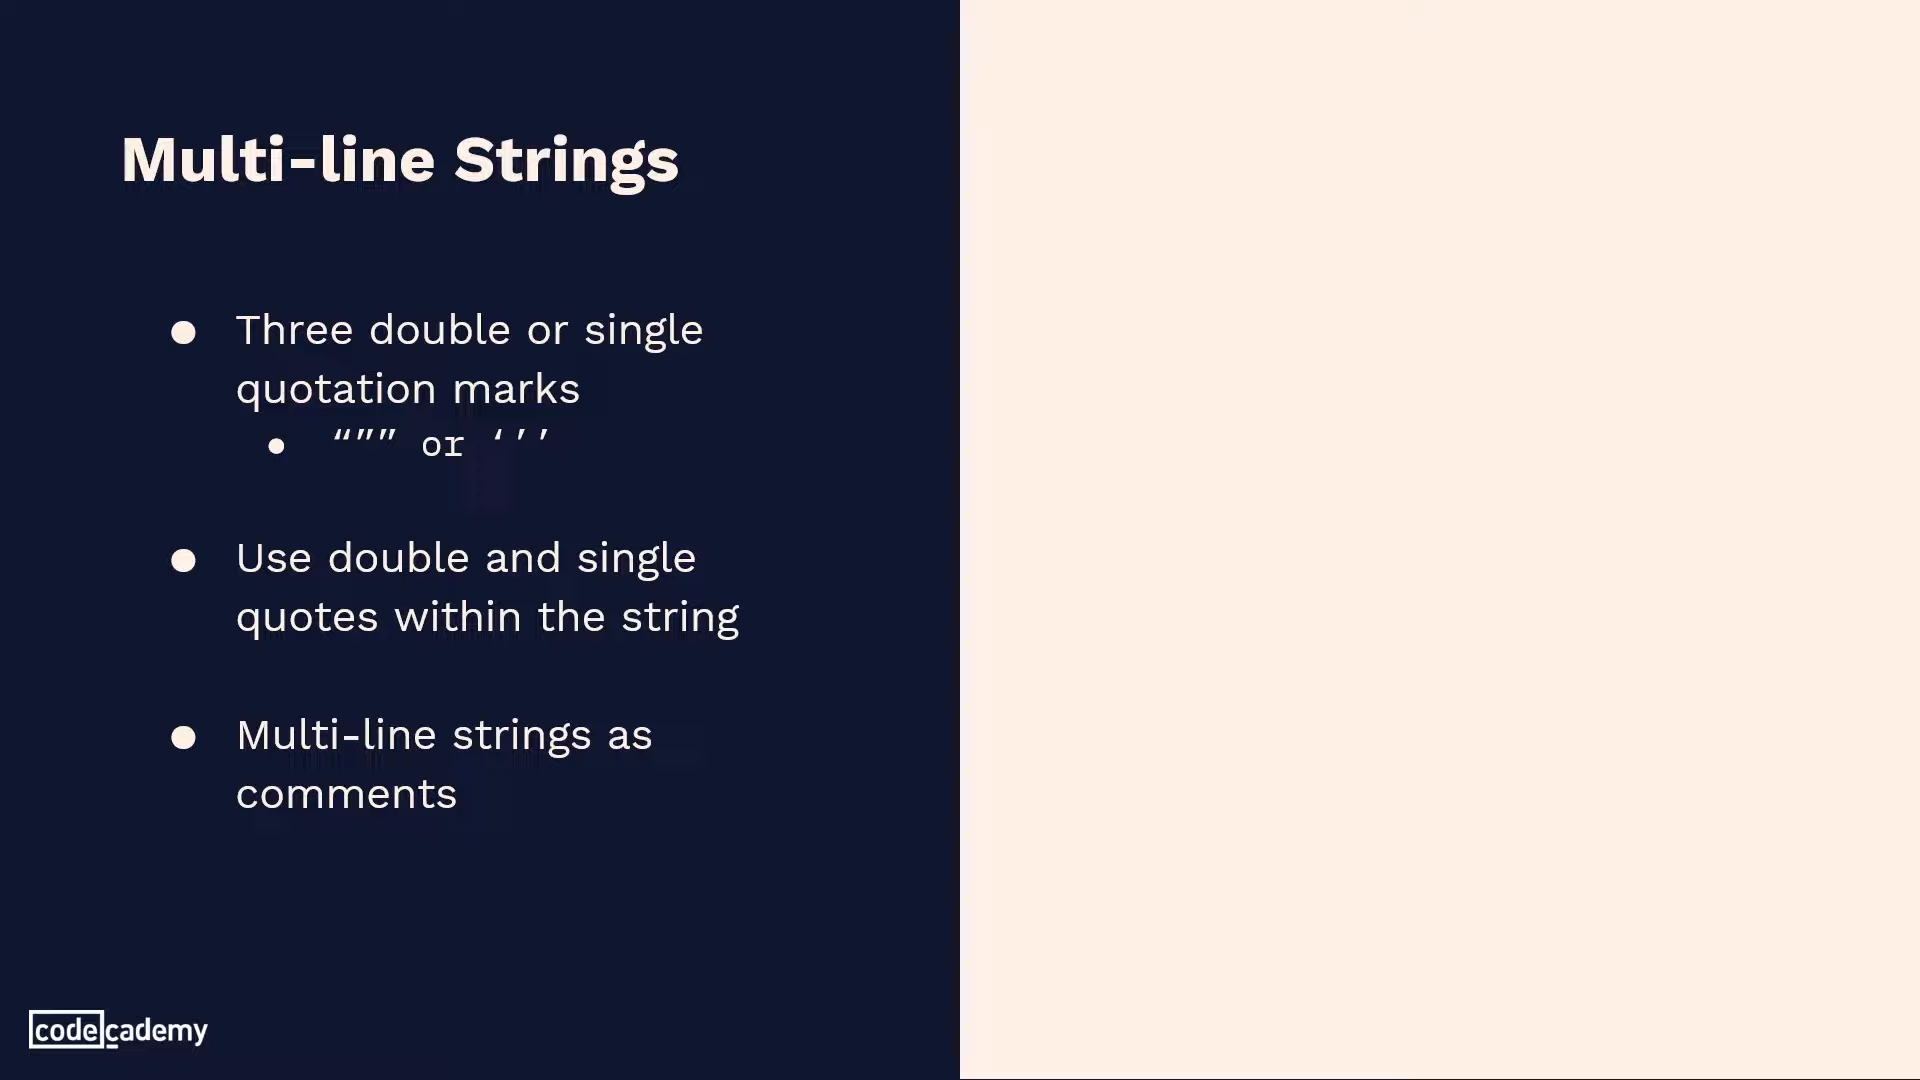 Multi-line Strings
● Three double or single
quotation marks
● “”” or ‘’’
● Use double and single
quotes within the string
● Multi-line strings as
comments
codecademy